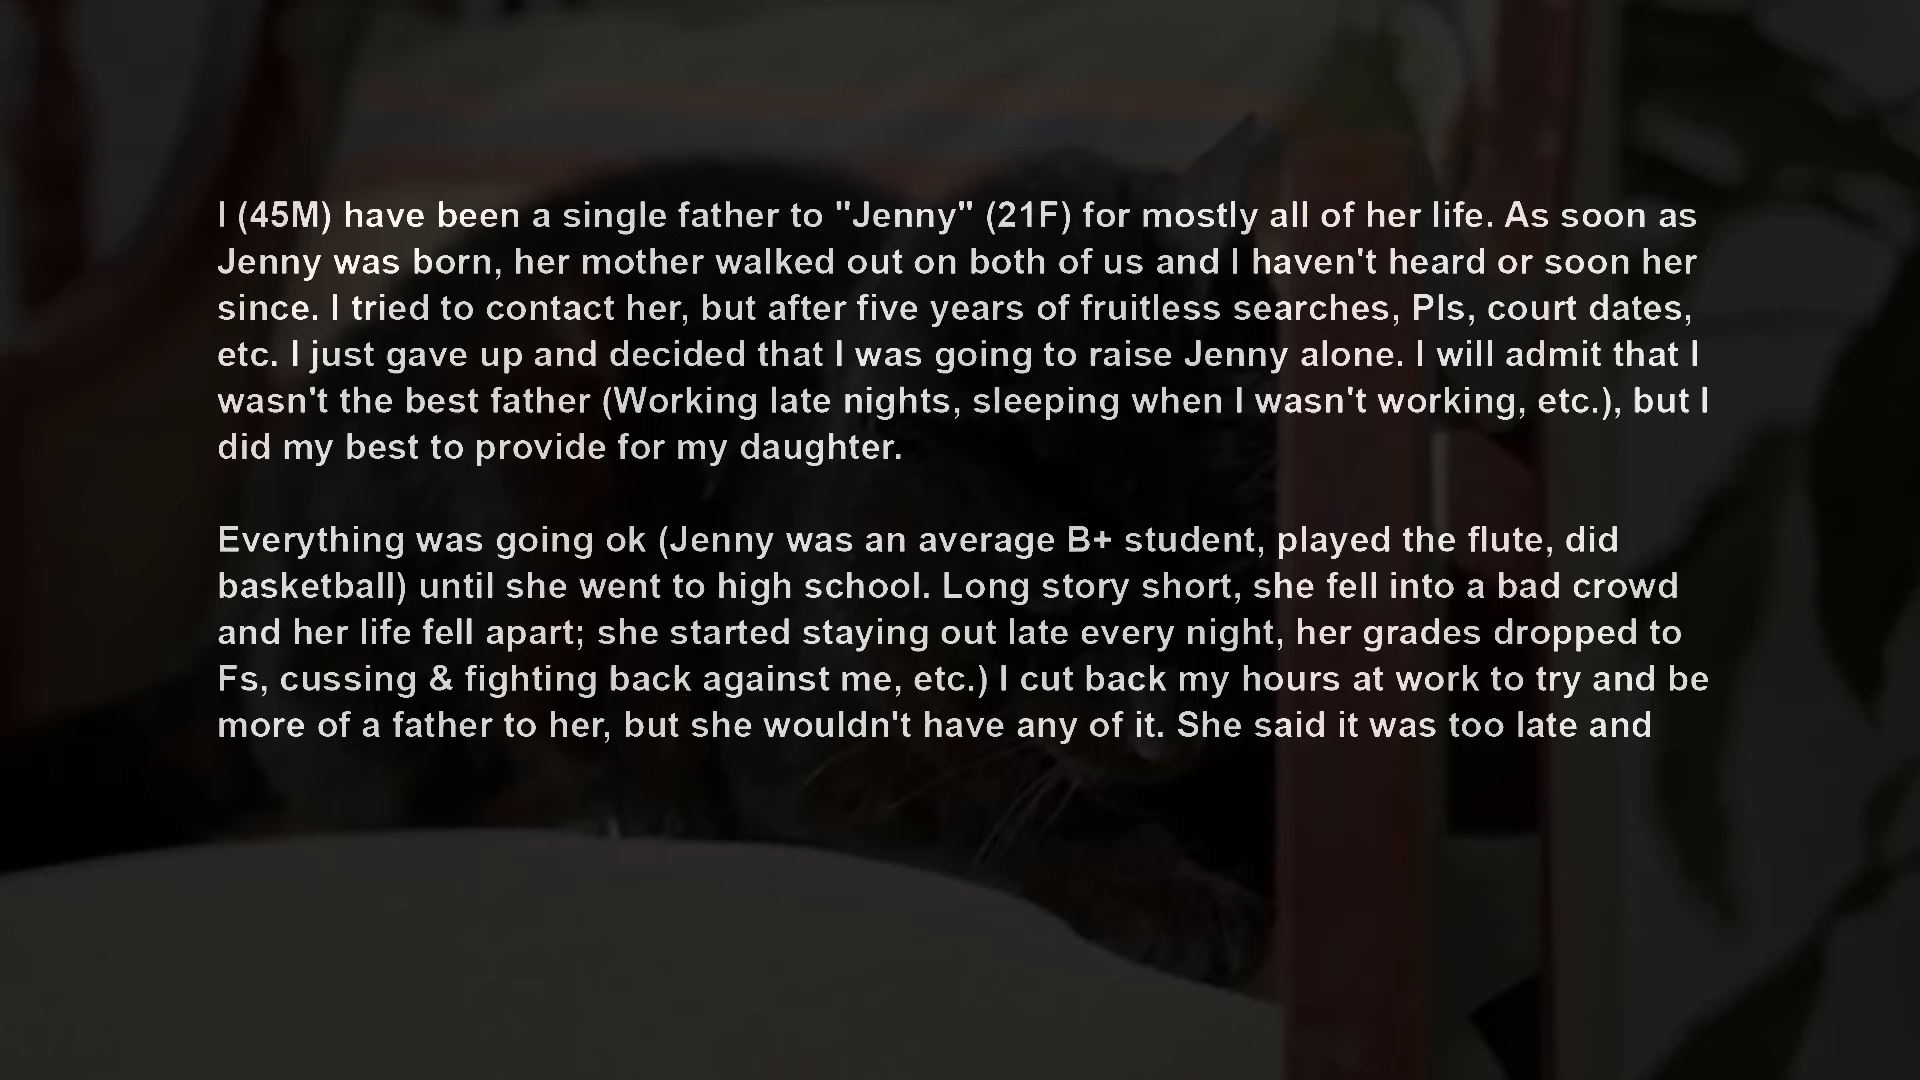 I (45M) have been a single father to "Jenny" (21F) for mostly all of her life. As soon as
Jenny was born, her mother walked out on both of us and I haven't heard or soon her
since. I tried to contact her, but after five years of fruitless searches, PIs, court dates,
etc. I just gave up and decided that I was going to raise Jenny alone. I will admit that I
wasn't the best father (Working late nights, sleeping when I wasn't working, etc.), but I
did my best to provide for my daughter.
Everything was going ok (Jenny was an average B+ student, played the flute, did
basketball) until she went to high school. Long story short, she fell into a bad crowd
and her life fell apart; she started staying out late every night, her grades dropped to
Fs, cussing & fighting back against me, etc.) I cut back my hours at work to try and be
more of a father to her, but she wouldn't have any of it. She said it was too late and